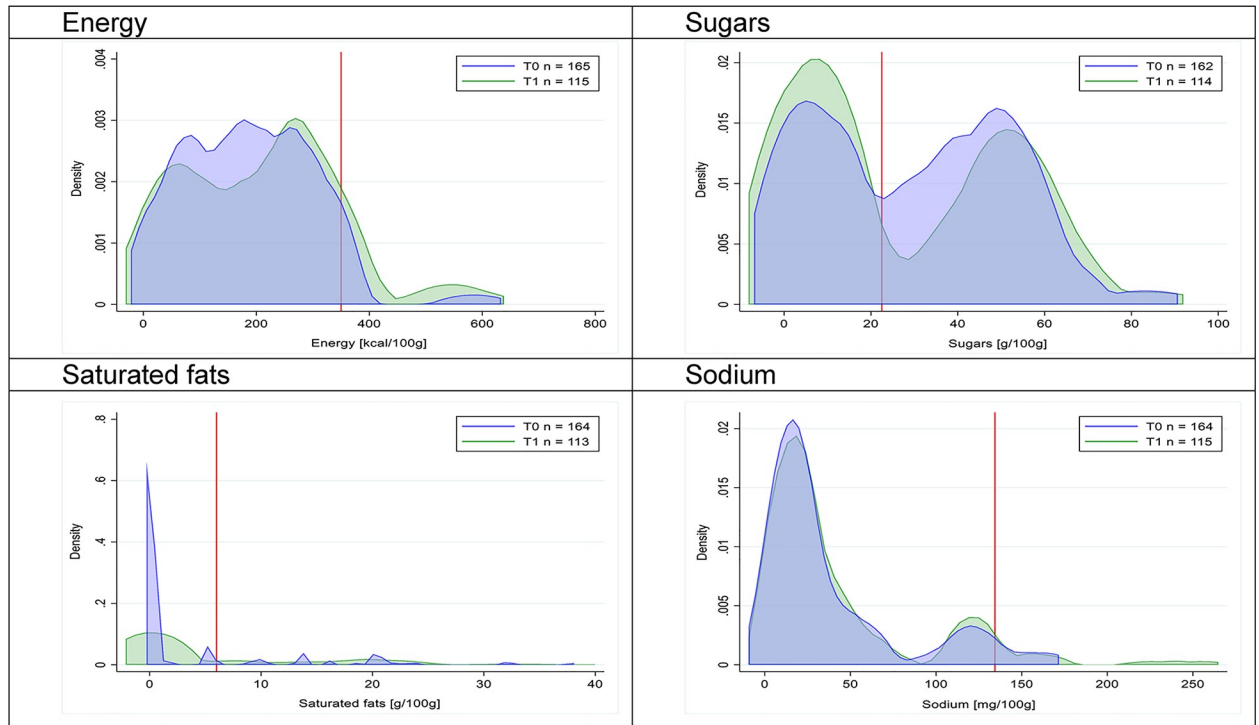 Energy
T0 n = 165
T1 n = 115
Density
0
.001
.002
.003
.004
0
200
400
600
800
Energy [kcal/100g]
Sugars
T0 n = 162
T1 n = 114
Density
0
.005
.01
.015
.02
0
20
40
60
80
100
Sugars [g/100g]
Saturated fats
T0 n = 164
T1 n = 113
Density
0
.2
.4
.6
.8
0
10
20
30
40
Saturated fats [g/100g]
Sodium
T0 n = 164
T1 n = 115
Density
0
.005
.01
.015
.02
0
50
100
150
200
250
Sodium [mg/100g]